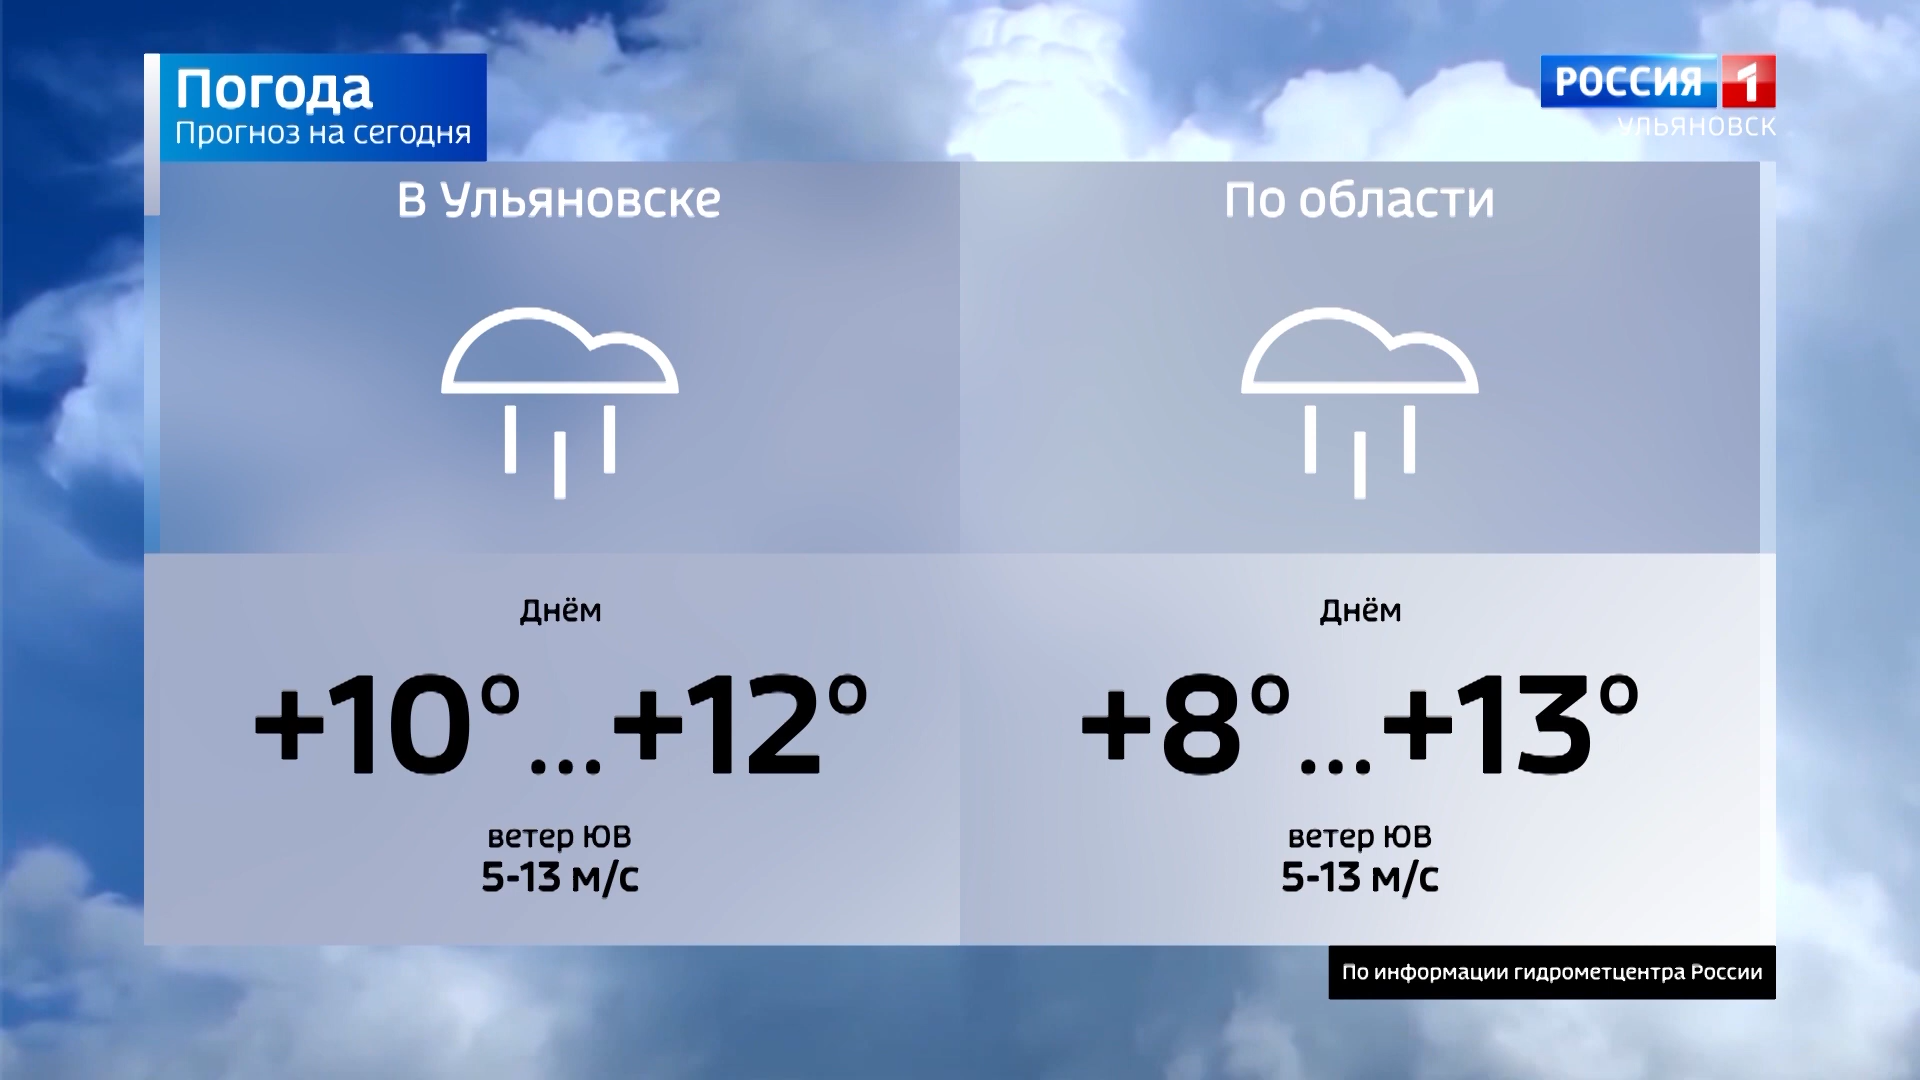 Погода
Прогноз на сегодня
РОССИЯ 1
УЛЬЯНОВСК
В Ульяновске
По области
Днём
+10°...+12°
ветер ЮВ
5-13 м/с
Днём
+8°...+13°
ветер ЮВ
5-13 м/с
По информации гидрометцентра России